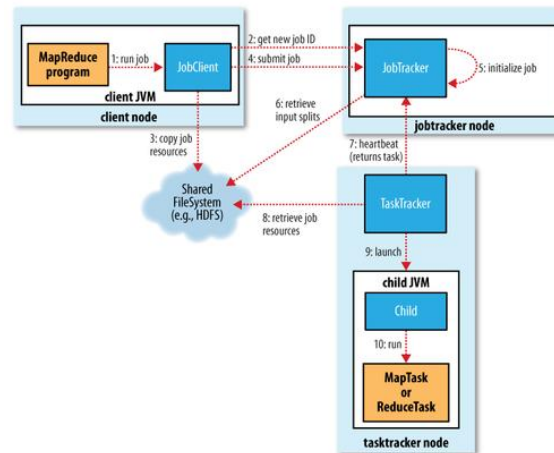 MapReduce
program
1: run job
JobClient
client JVM
client node
2: get new job ID
4: submit job
JobTracker
5: initialize job
jobtracker node
3: copy job
resources
6: retrieve
input splits
7: heartbeat
(returns task)
Shared
FileSystem
(e.g., HDFS)
8: retrieve job
resources
TaskTracker
9: launch
child JVM
Child
10: run
MapTask
or
ReduceTask
tasktracker node